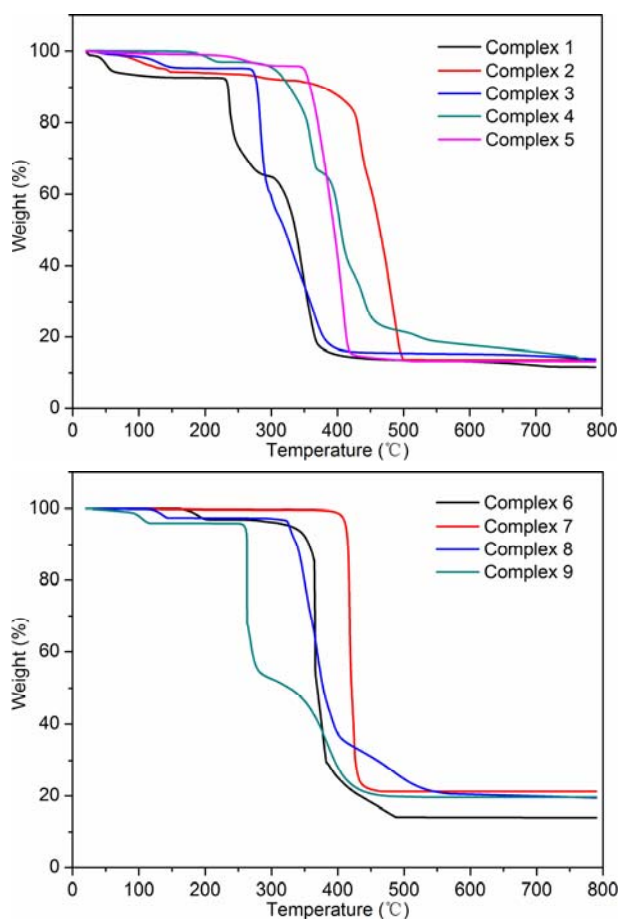 100
80
60
40
20
0
Weight (%)
Complex 1
Complex 2
Complex 3
Complex 4
Complex 5
0 100 200 300 400 500 600 700 800
Temperature (℃)
100
80
60
40
20
0
Weight (%)
Complex 6
Complex 7
Complex 8
Complex 9
0 100 200 300 400 500 600 700 800
Temperature (℃)